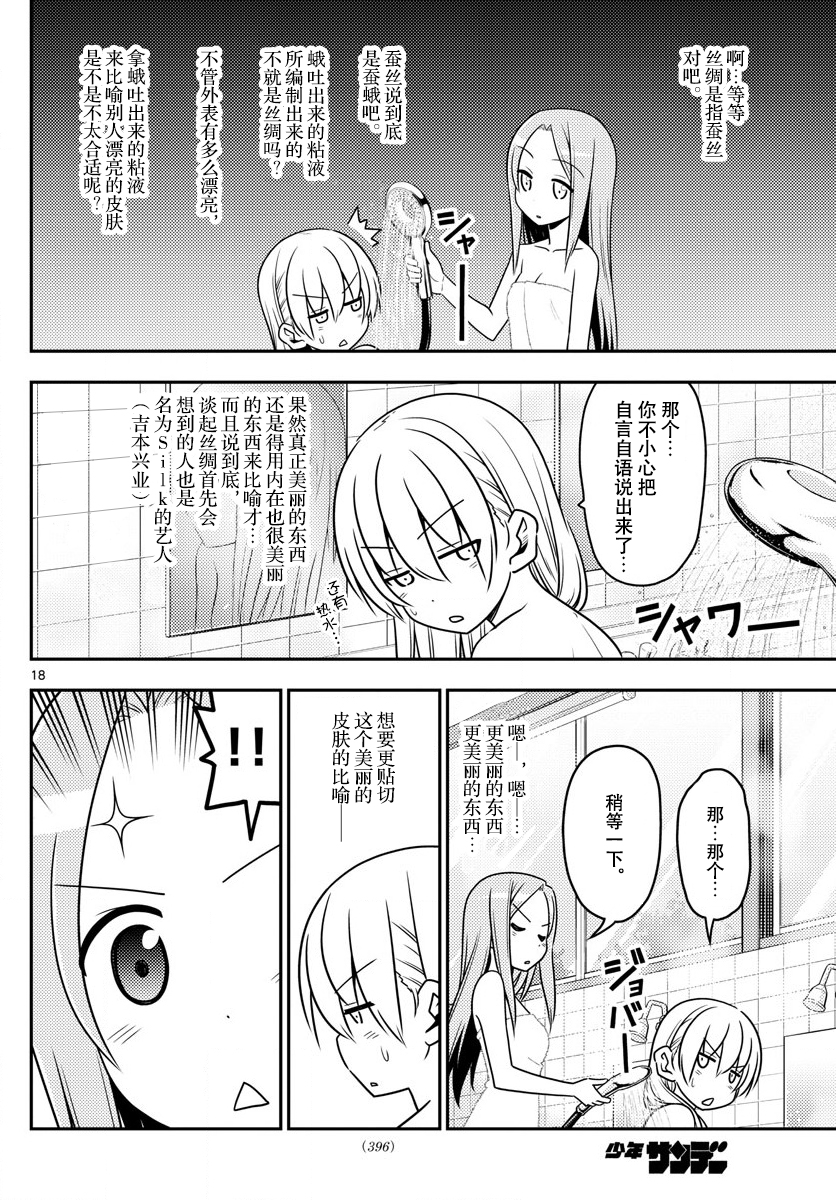 啊…等等
丝绸是指蚕丝
对吧。
蚕丝说到底
是蚕蛾吧。
蛾吐出来的粘液
所编制出来的
不就是丝绸吗？
不管外表有多么漂亮，
拿蛾吐出来的粘液
来比喻别人漂亮的皮肤
是不是不太合适呢？
シャー
那个…
你不小心把
自言自语说出来了…
シャワー
果然真正美丽的东西
还是得用内在也很美丽
的东西来比喻才…
而且说到底，
谈起丝绸首先会
想到的人也是
名为Silk的艺人
（吉本兴业）
还有
热水…
18
那…那个…
稍等一下。
嗯—，嗯—…
更美丽的东西
更美丽的东西…
ジョバー
想要更贴切
这个美丽的
皮肤的比喻——
!!
(396)
少年サンデー